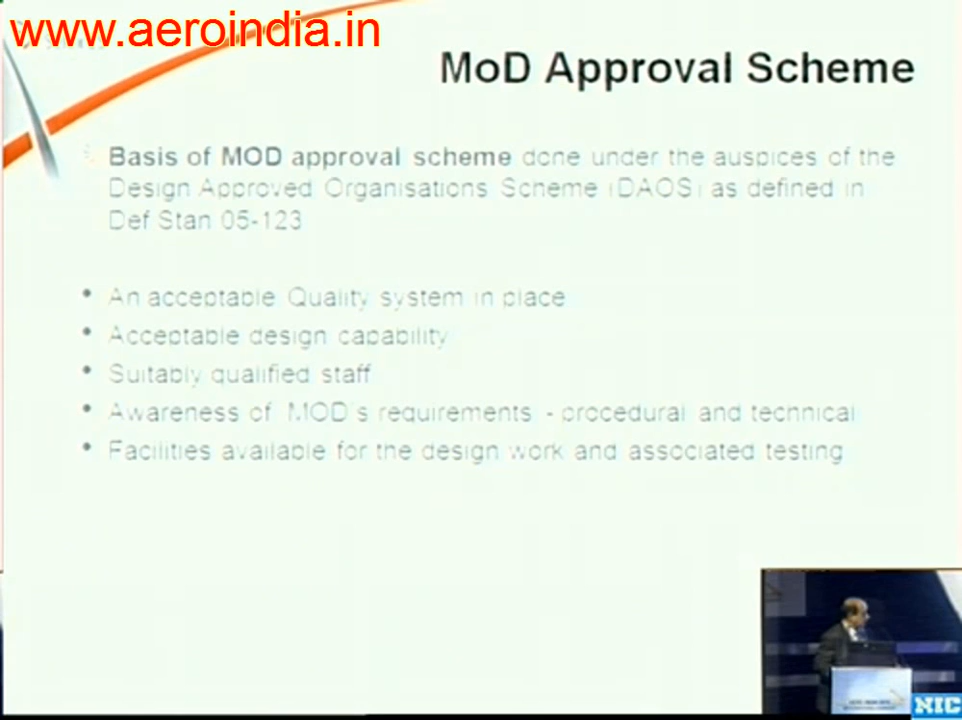 www.aeroindia.in
MoD Approval Scheme
Basis of MOD approval scheme done under the auspices of the
Design Approved Organisations Scheme (DAOS) as defined in
Def Stan 05-123
• An acceptable Quality system in place
• Acceptable design capability
• Suitably qualified staff
• Awareness of MOD's requirements - procedural and technical
• Facilities available for the design work and associated testing
NIC